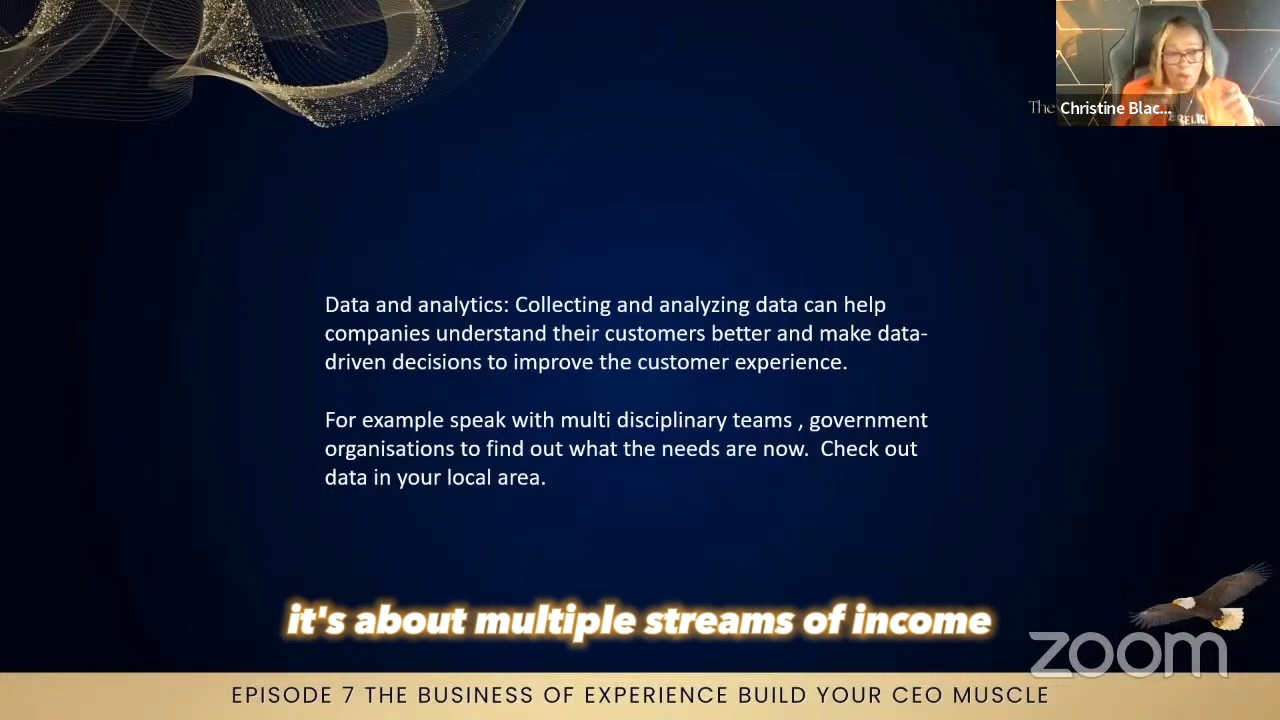 The
Christine Blac...
Data and analytics: Collecting and analyzing data can help
companies understand their customers better and make data-
driven decisions to improve the customer experience.
For example speak with multi disciplinary teams , government
organisations to find out what the needs are now.  Check out
data in your local area.
it's about multiple streams of income
zoom
EPISODE 7 THE BUSINESS OF EXPERIENCE BUILD YOUR CEO MUSCLE